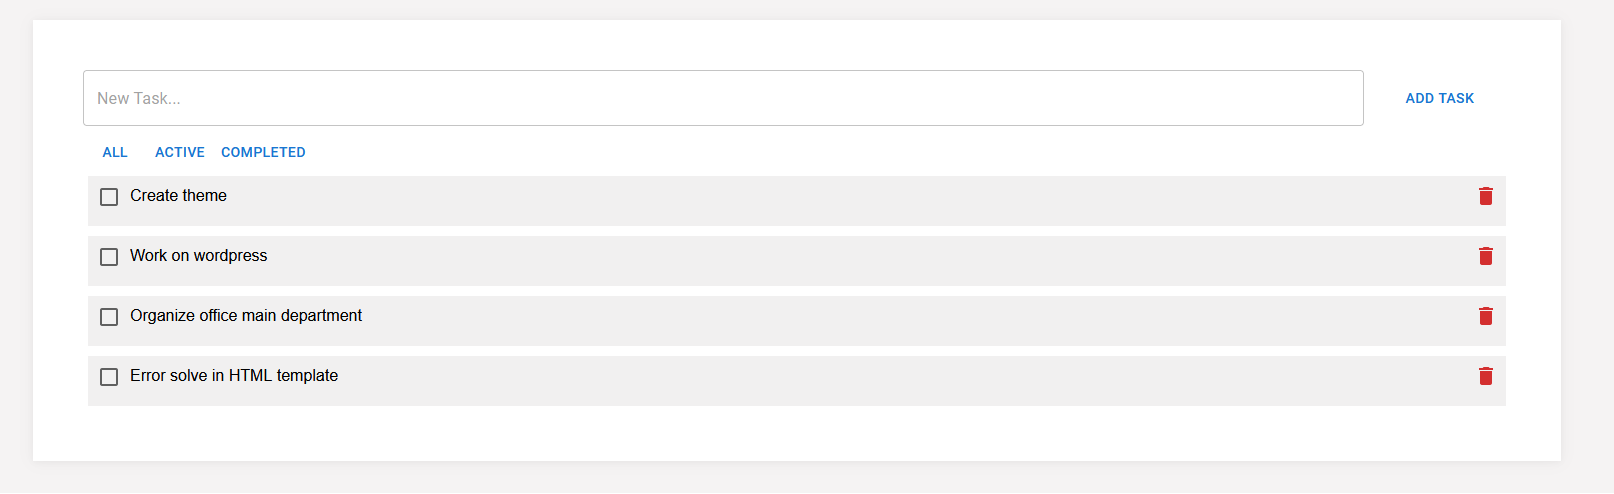 New Task...
ADD TASK
ALL ACTIVE COMPLETED
Create theme
Work on wordpress
Organize office main department
Error solve in HTML template